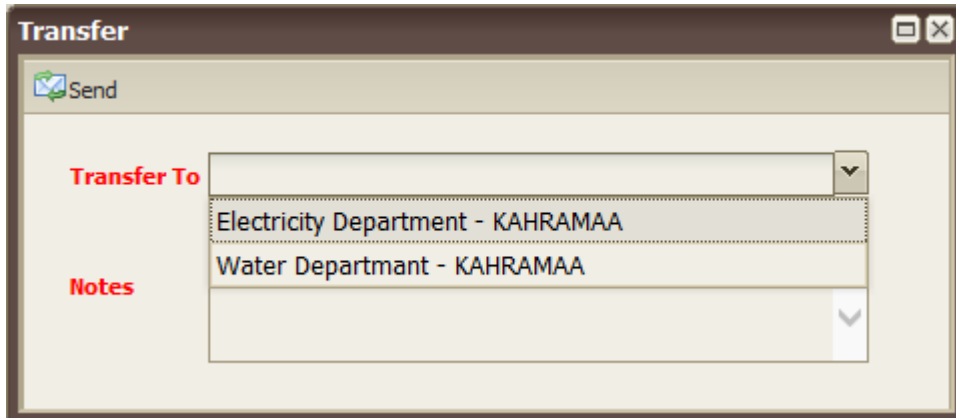 Transfer
Send
Transfer To
Electricity Department - KAHRAMAA
Water Departmant - KAHRAMAA
Notes